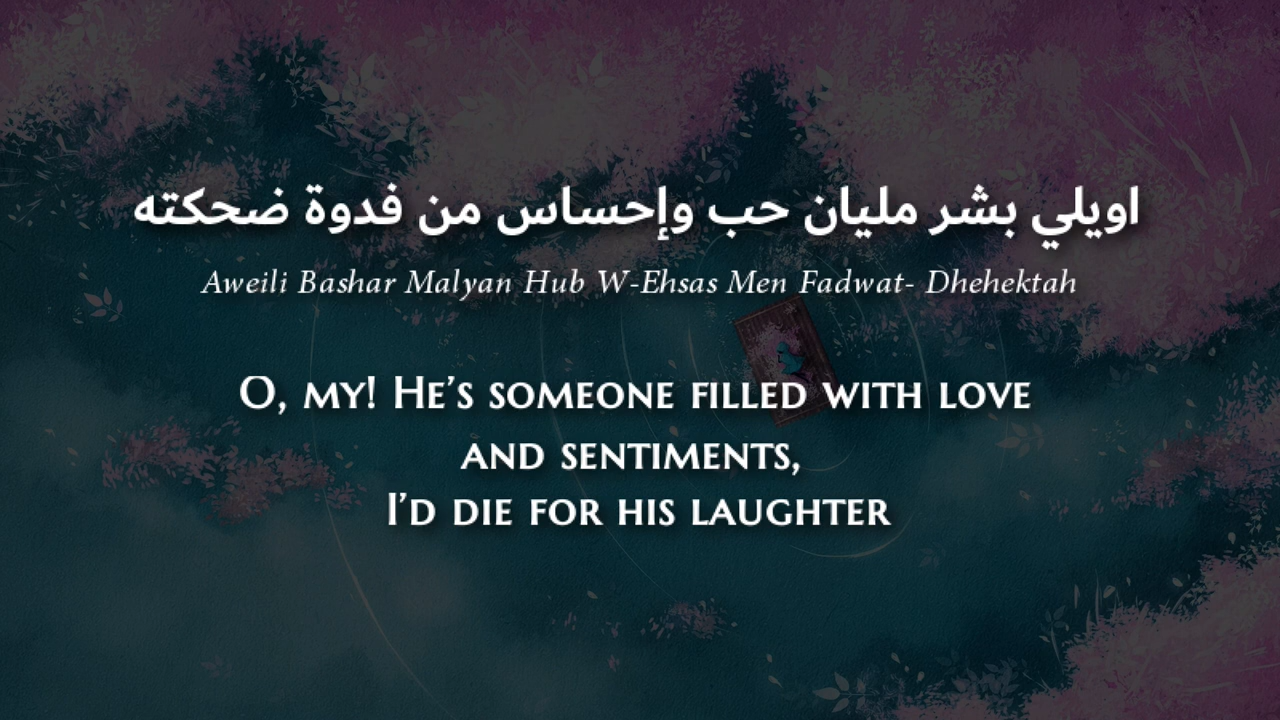 اويلي بشر مليان حب وإحساس من فدوة ضحكته
Aweili Bashar Malyan Hub W-Ehsas Men Fadwat- Dhehektah
O, my! He's someone filled with love
and sentiments,
I'd die for his laughter